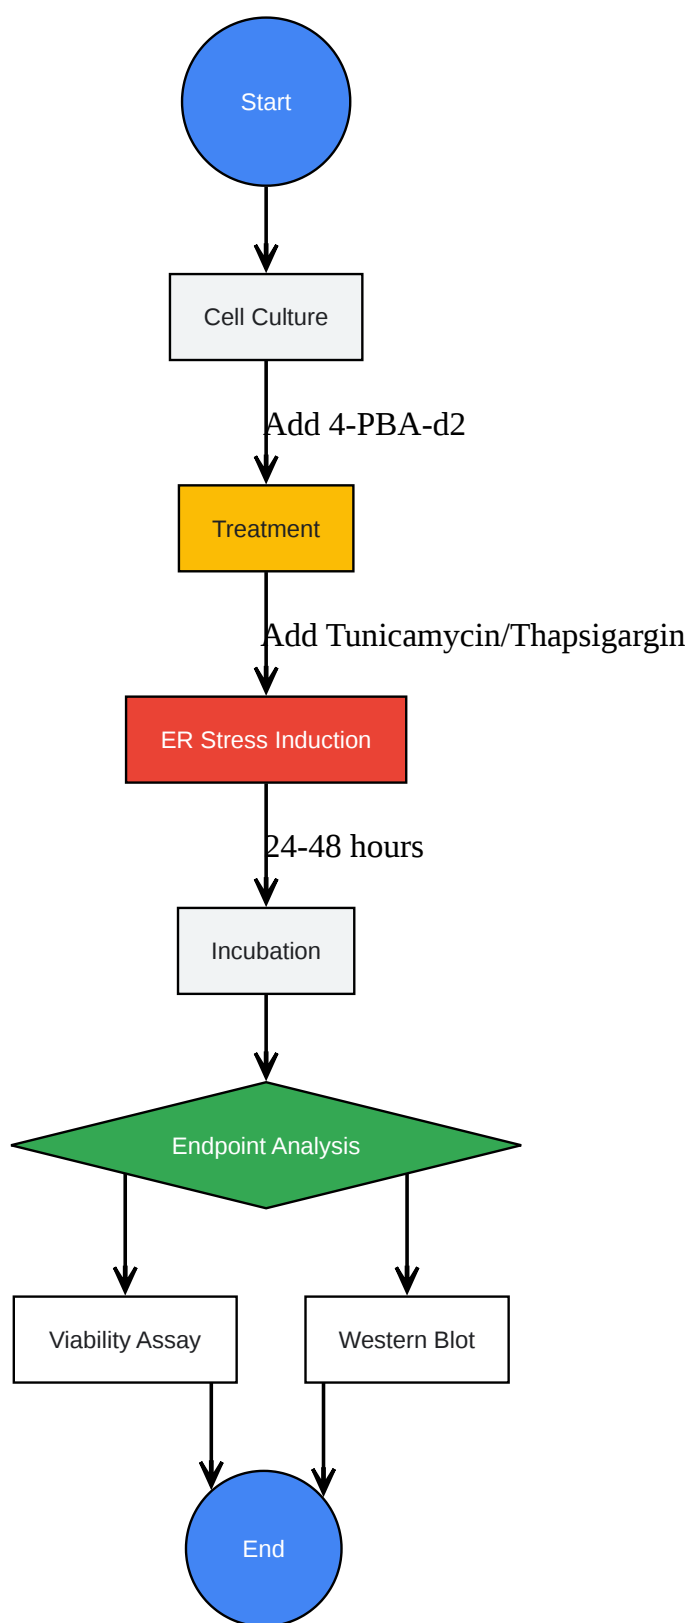 Start
Cell Culture
Add 4-PBA-d2
Treatment
Add Tunicamycin/Thapsigargin
ER Stress Induction
24-48 hours
Incubation
Endpoint Analysis
Viability Assay
Western Blot
End